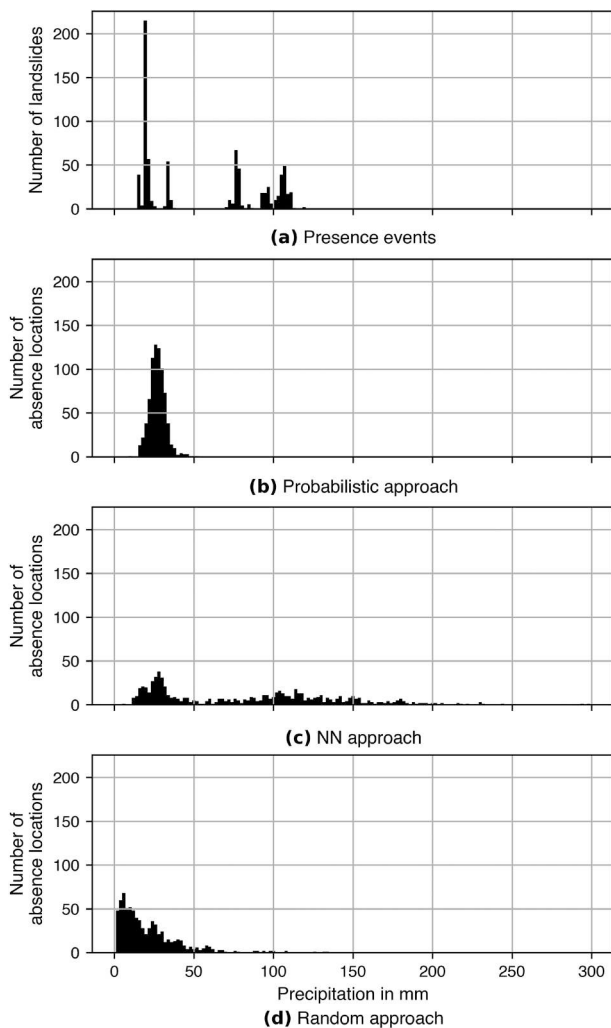 200
150
100
50
0
Number of landslides
(a) Presence events
200
150
100
50
0
Number of
absence locations
(b) Probabilistic approach
200
150
100
50
0
Number of
absence locations
(c) NN approach
200
150
100
50
0
Number of
absence locations
0 50 100 150 200 250 300
Precipitation in mm
(d) Random approach